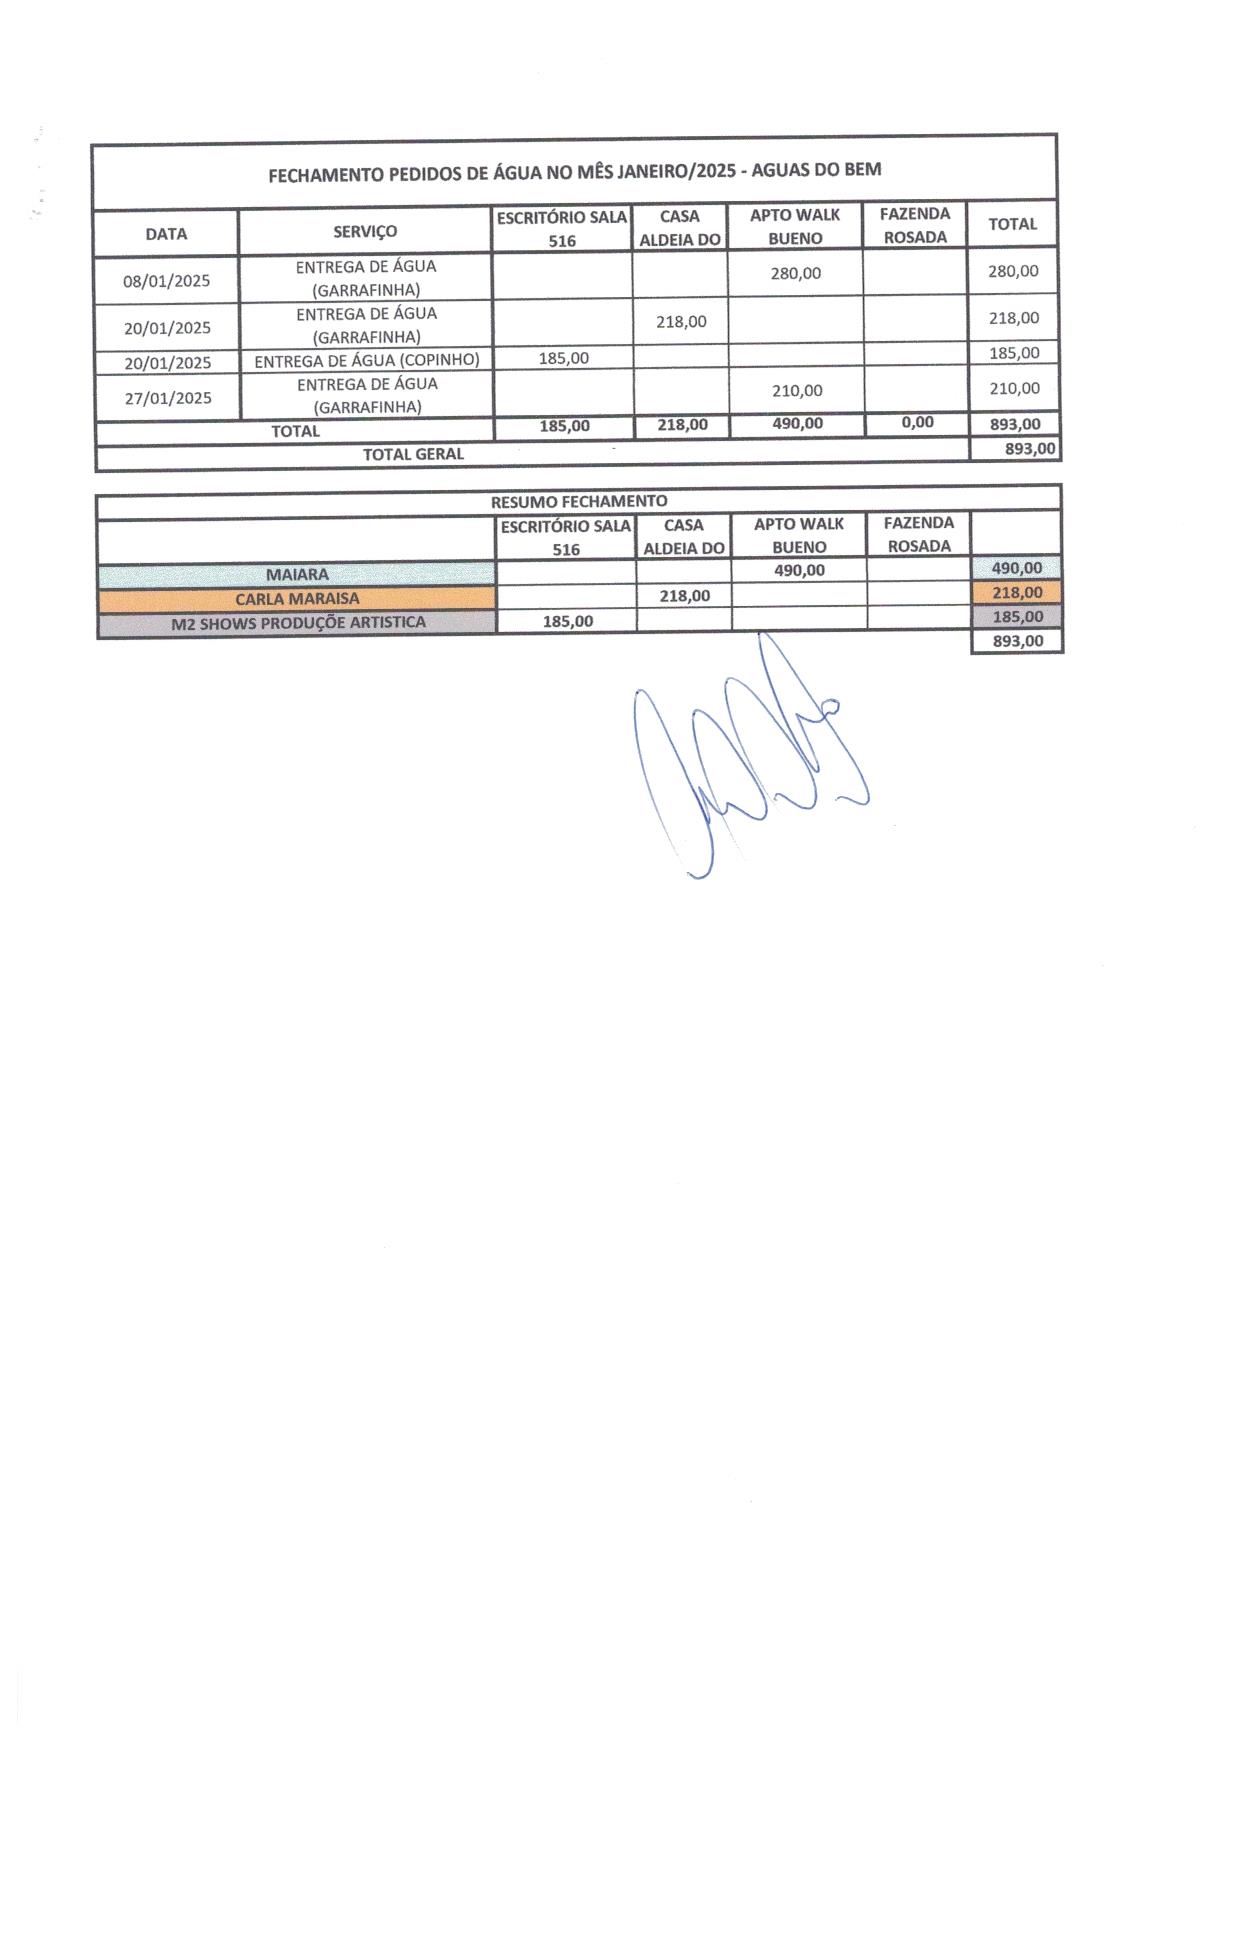 FECHAMENTO PEDIDOS DE ÁGUA NO MÊS JANEIRO/2025 - AGUAS DO BEM
DATA SERVIÇO ESCRITÓRIO SALA 516 CASA ALDEIA DO APTO WALK BUENO FAZENDA ROSADA TOTAL
08/01/2025 ENTREGA DE ÁGUA (GARRAFINHA) 280,00 280,00
20/01/2025 ENTREGA DE ÁGUA (GARRAFINHA) 218,00 218,00
20/01/2025 ENTREGA DE ÁGUA (COPINHO) 185,00 185,00
27/01/2025 ENTREGA DE ÁGUA (GARRAFINHA) 210,00 210,00
TOTAL 185,00 218,00 490,00 0,00 893,00
TOTAL GERAL 893,00
RESUMO FECHAMENTO
ESCRITÓRIO SALA 516 CASA ALDEIA DO APTO WALK BUENO FAZENDA ROSADA
MAIARA 490,00 490,00
CARLA MARAISA 218,00 218,00
M2 SHOWS PRODUÇÕE ARTISTICA 185,00 185,00
893,00